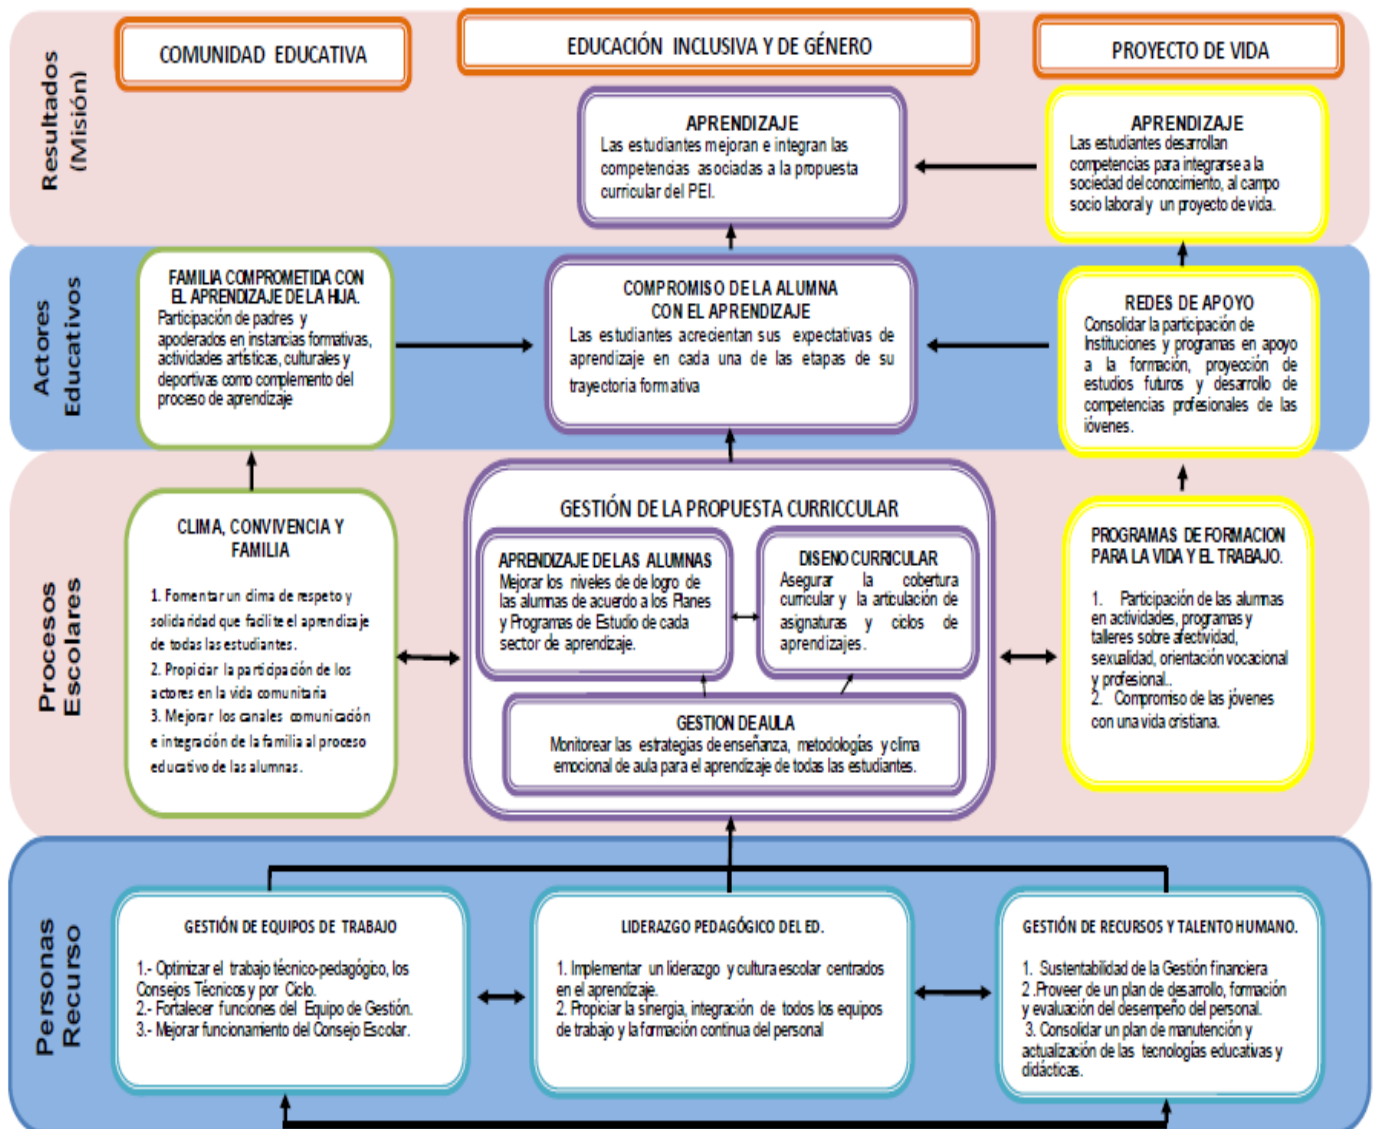 Resultados
(Misión)
COMUNIDAD EDUCATIVA
EDUCACIÓN INCLUSIVA Y DE GÉNERO
PROYECTO DE VIDA
APRENDIZAJE
Las estudiantes mejoran e integran las
competencias asociadas a la propuesta
curricular del PEI.
APRENDIZAJE
Las estudiantes desarrollan
competencias para integrarse a la
sociedad del conocimiento, al campo
socio laboral y un proyecto de vida.
Actores
Educativos
FAMILIA COMPROMETIDA CON
EL APRENDIZAJE DE LA HIJA.
Participación de padres y
apoderados en instancias formativas,
actividades artísticas, culturales y
deportivas como complemento del
proceso de aprendizaje
COMPROMISO DE LA ALUMNA
CON EL APRENDIZAJE
Las estudiantes acrecientan sus expectativas de
aprendizaje en cada una de las etapas de su
trayectoria formativa
REDES DE APOYO
Consolidar la participación de
Instituciones y programas en apoyo
a la formación, proyección de
estudios futuros y desarrollo de
competencias profesionales de las
ióvenes.
Procesos
Escolares
CLIMA, CONVIVENCIA Y
FAMILIA
1. Fomentar un clima de respeto y
solidaridad que facilite el aprendizaje
de todas las estudiantes.
2. Propiciar la participación de los
actores en la vida comunitaria
3. Mejorar los canales comunicación
e integración de la familia al proceso
educativo de las alumnas.
GESTIÓN DE LA PROPUESTA CURRICCULAR
APRENDIZAJE DE LAS ALUMNAS
Mejorar los niveles de de logro de
las alumnas de acuerdo a los Planes
y Programas de Estudio de cada
sector de aprendizaje.
DISENO CURRICULAR
Asegurar la cobertura
curricular y la articulación de
asignaturas y ciclos de
aprendizajes.
GESTION DE AULA
Monitorear las estrategias de enseñanza, metodologías y clima
emocional de aula para el aprendizaje de todas las estudiantes.
PROGRAMAS DE FORMACION
PARA LA VIDA Y EL TRABAJO.
1. Participación de las alumnas
en actividades, programas y
talleres sobre afectividad,
sexualidad, orientación vocacional
y profesional..
2. Compromiso de las jóvenes
con una vida cristiana.
Personas
Recurso
GESTIÓN DE EQUIPOS DE TRABAJO
1.- Optimizar el trabajo técnico-pedagógico, los
Consejos Técnicos y por Ciclo.
2.- Fortalecer funciones del Equipo de Gestión.
3.- Mejorar funcionamiento del Consejo Escolar.
LIDERAZGO PEDAGÓGICO DEL ED.
1. Implementar un liderazgo y cultura escolar centrados
en el aprendizaje.
2. Propiciar la sinergia, integración de todos los equipos
de trabajo y la formación continua del personal
GESTIÓN DE RECURSOS Y TALENTO HUMANO.
1. Sustentabilidad de la Gestión financiera
2 .Proveer de un plan de desarrollo, formación
y evaluación del desempeño del personal.
3. Consolidar un plan de manutención y
actualización de las tecnologías educativas y
didácticas.